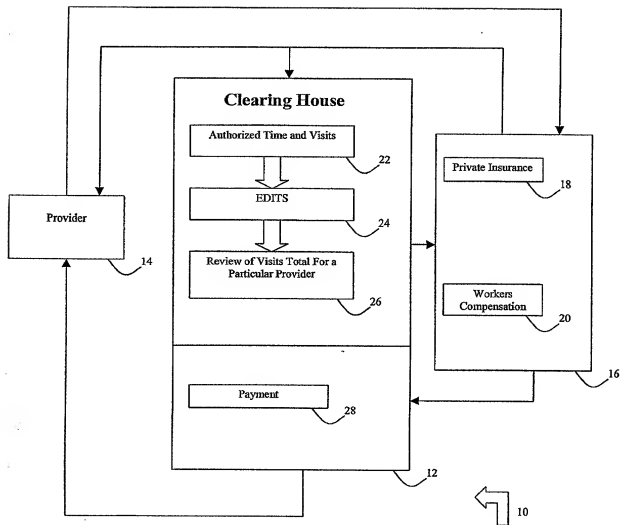 Clearing House
Authorized Time and Visits
22
EDITS
24
Review of Visits Total For a
Particular Provider
26
Provider
14
Private Insurance
18
Workers
Compensation
20
16
Payment
28
12
10